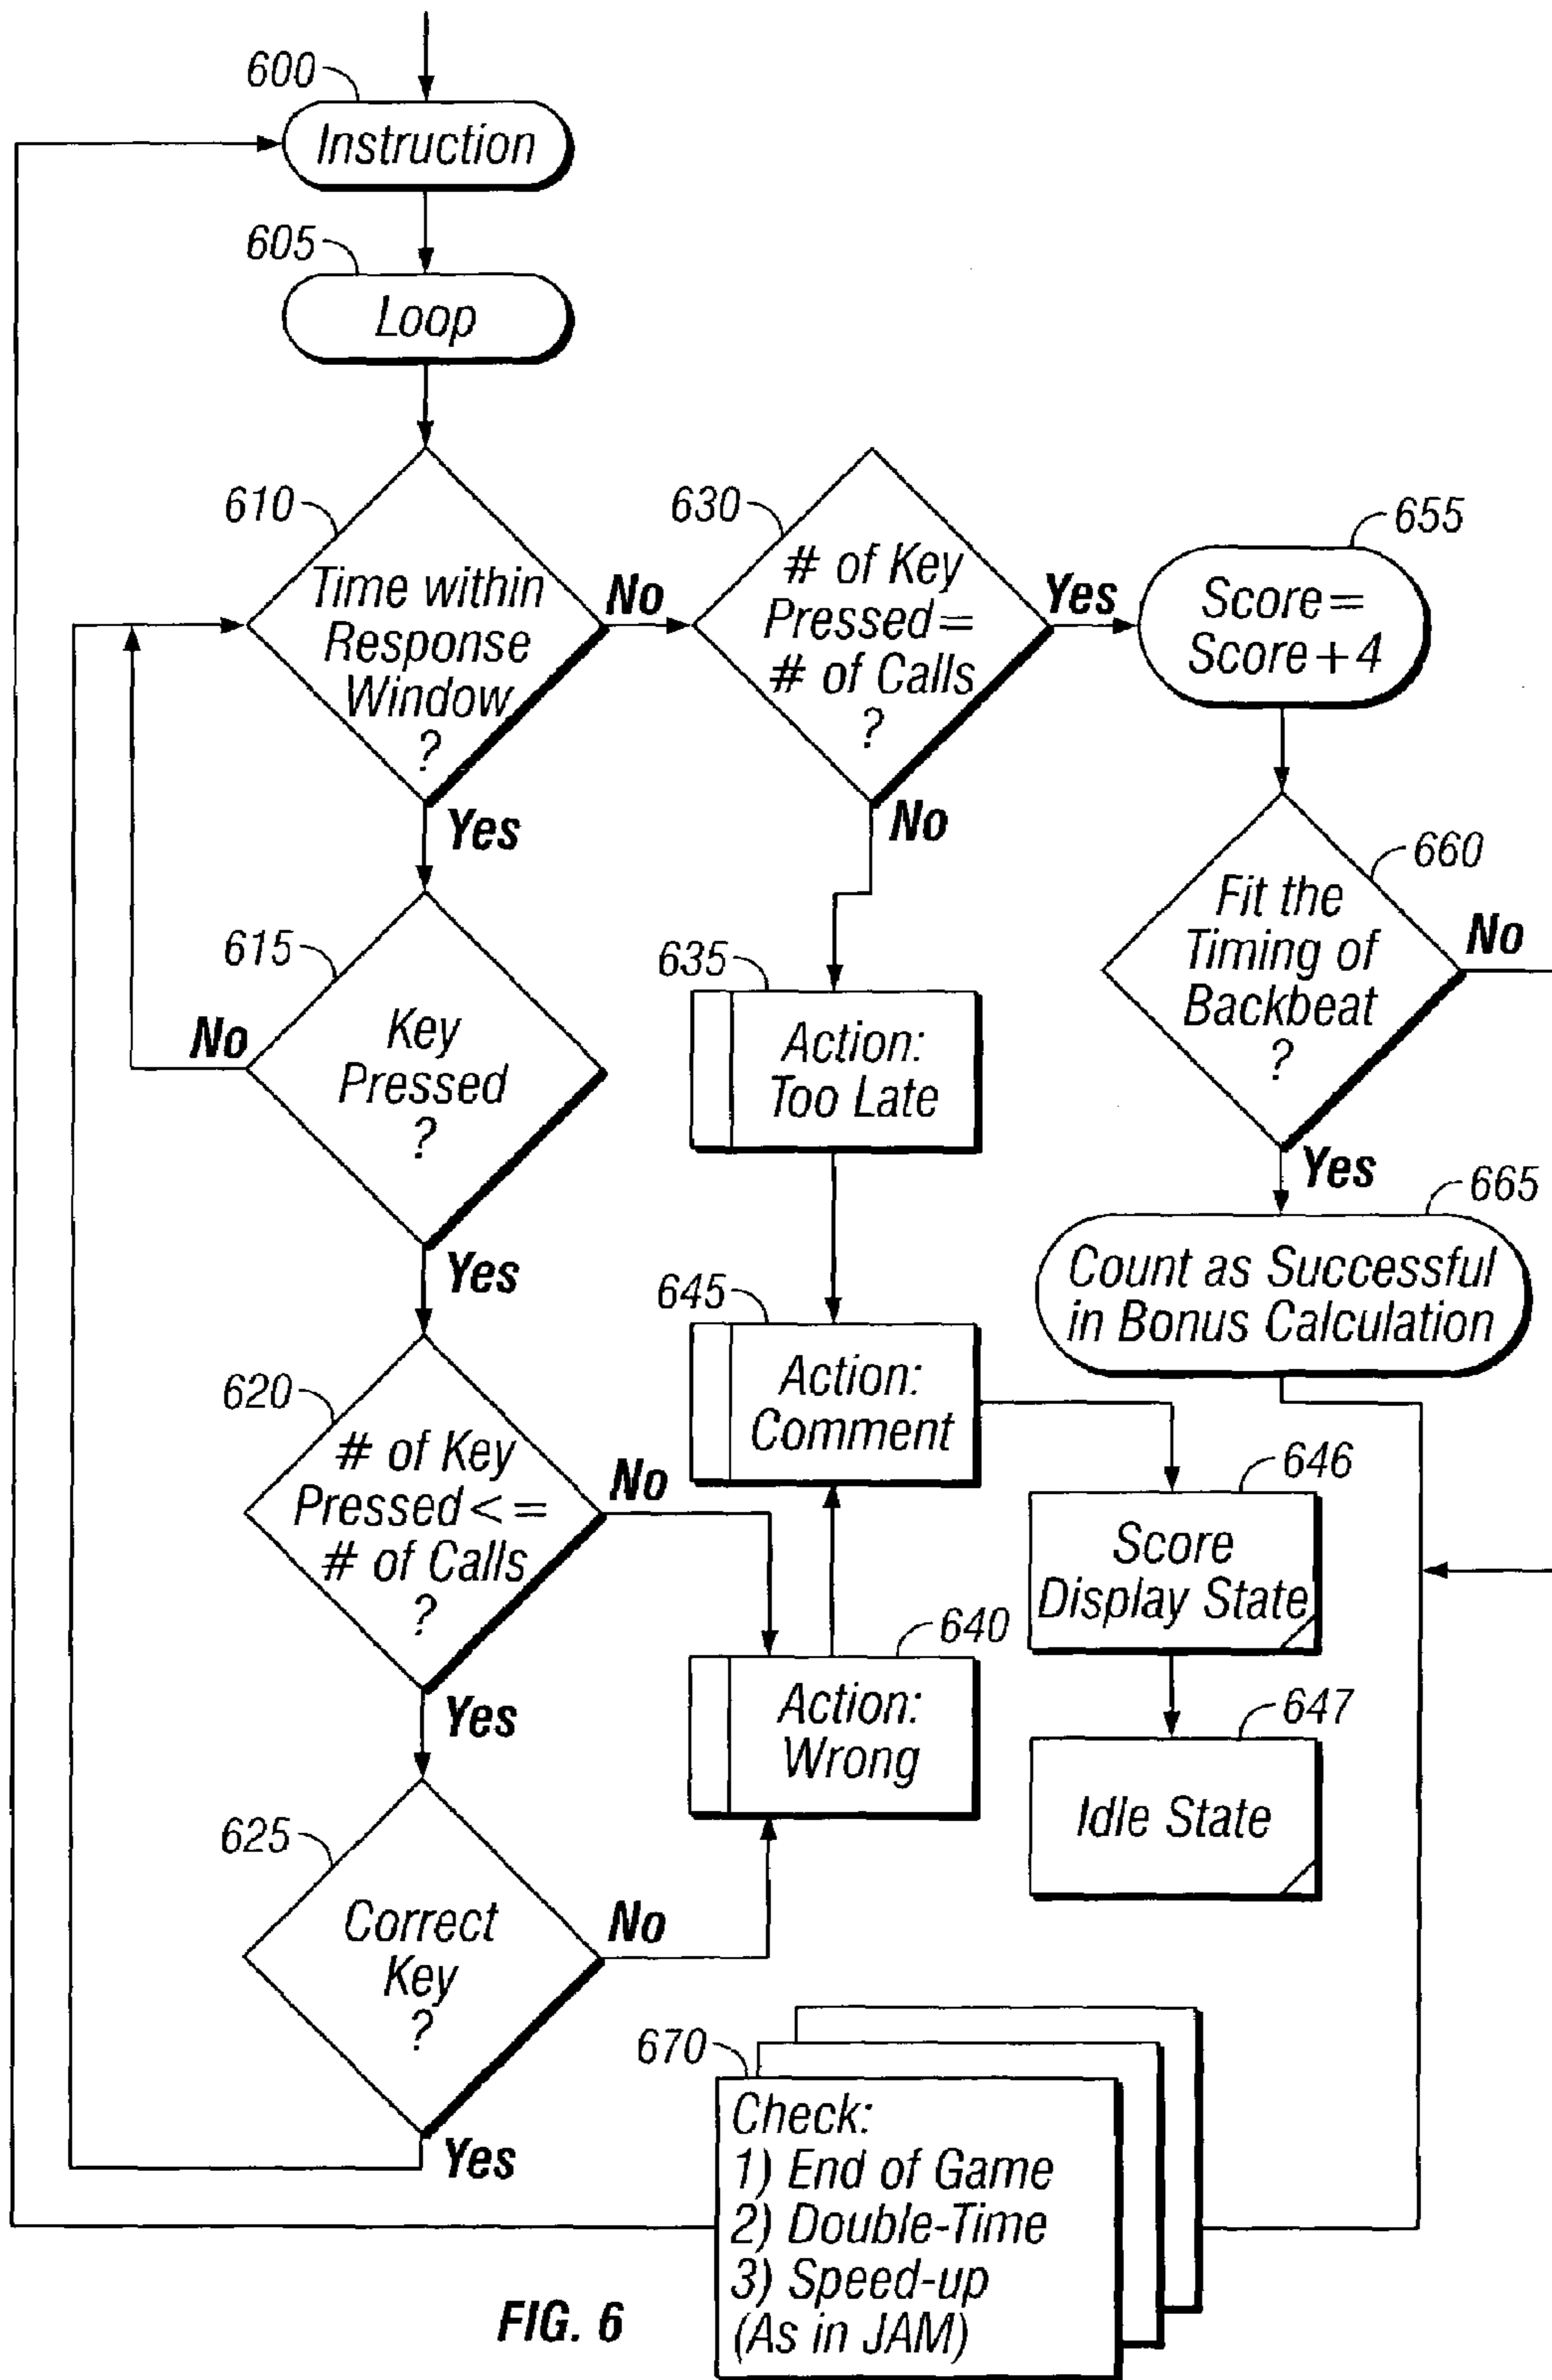 600
Instruction
605
Loop
610
Time within
Response
Window
?
No
Yes
630
# of Key
Pressed =
# of Calls
?
Yes
No
655
Score =
Score + 4
660
Fit the
Timing of
Backbeat
?
No
Yes
615
Key
Pressed
?
No
Yes
635
Action:
Too Late
665
Count as Successful
in Bonus Calculation
645
Action:
Comment
620
# of Key
Pressed < =
# of Calls
?
No
Yes
646
Score
Display State
640
Action:
Wrong
647
Idle State
625
Correct
Key
?
No
Yes
670
Check:
1) End of Game
2) Double-Time
3) Speed-up
(As in JAM)
FIG. 6